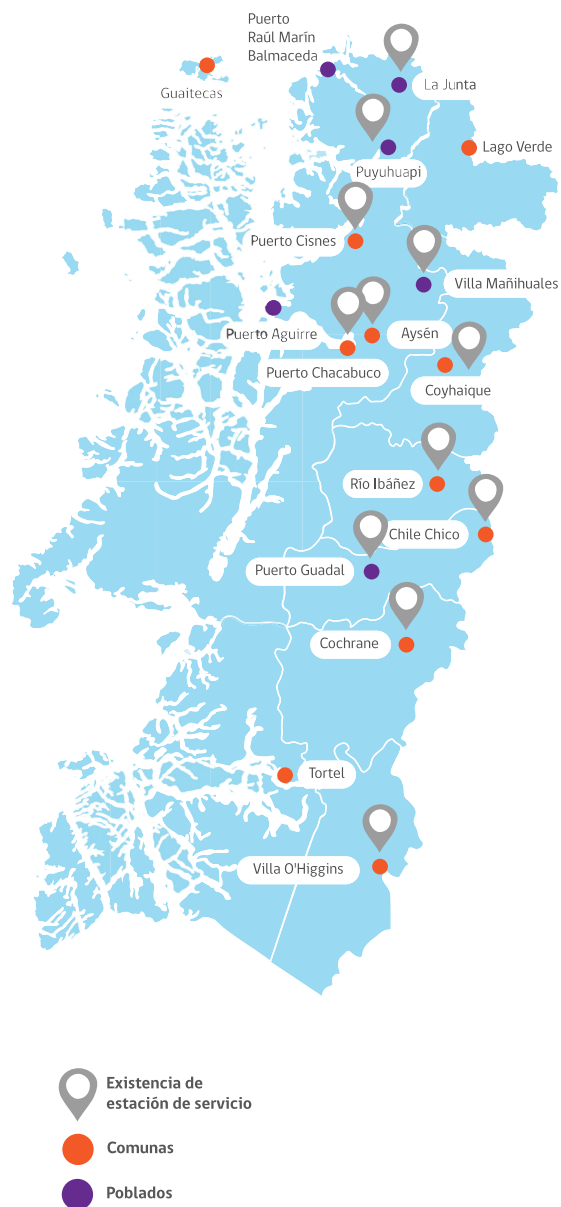 Puerto
Raúl Marín
Balmaceda
Guaitecas
La Junta
Lago Verde
Puyuhuapi
Puerto Cisnes
Villa Mañihuales
Puerto Aguirre
Aysén
Puerto Chacabuco
Coyhaique
Río Ibáñez
Chile Chico
Puerto Guadal
Cochrane
Tortel
Villa O'Higgins
Existencia de
estación de servicio
Comunas
Poblados